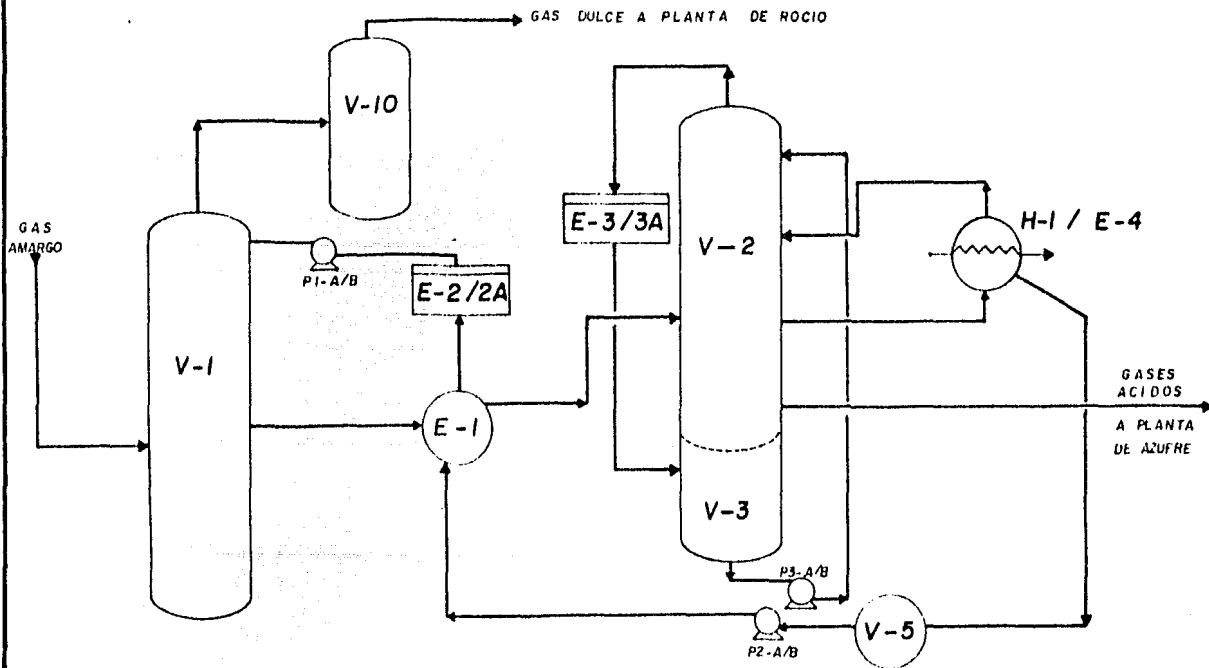 GAS DULCE A PLANTA DE ROCIO
V-10
GAS
AMARGO
E-3/3A
V-2
H-1 / E-4
P1-A/B
E-2/2A
V-1
E-1
GASES
ACIDOS
A PLANTA
DE AZUFRE
V-3
P3-A/B
P2-A/B
V-5